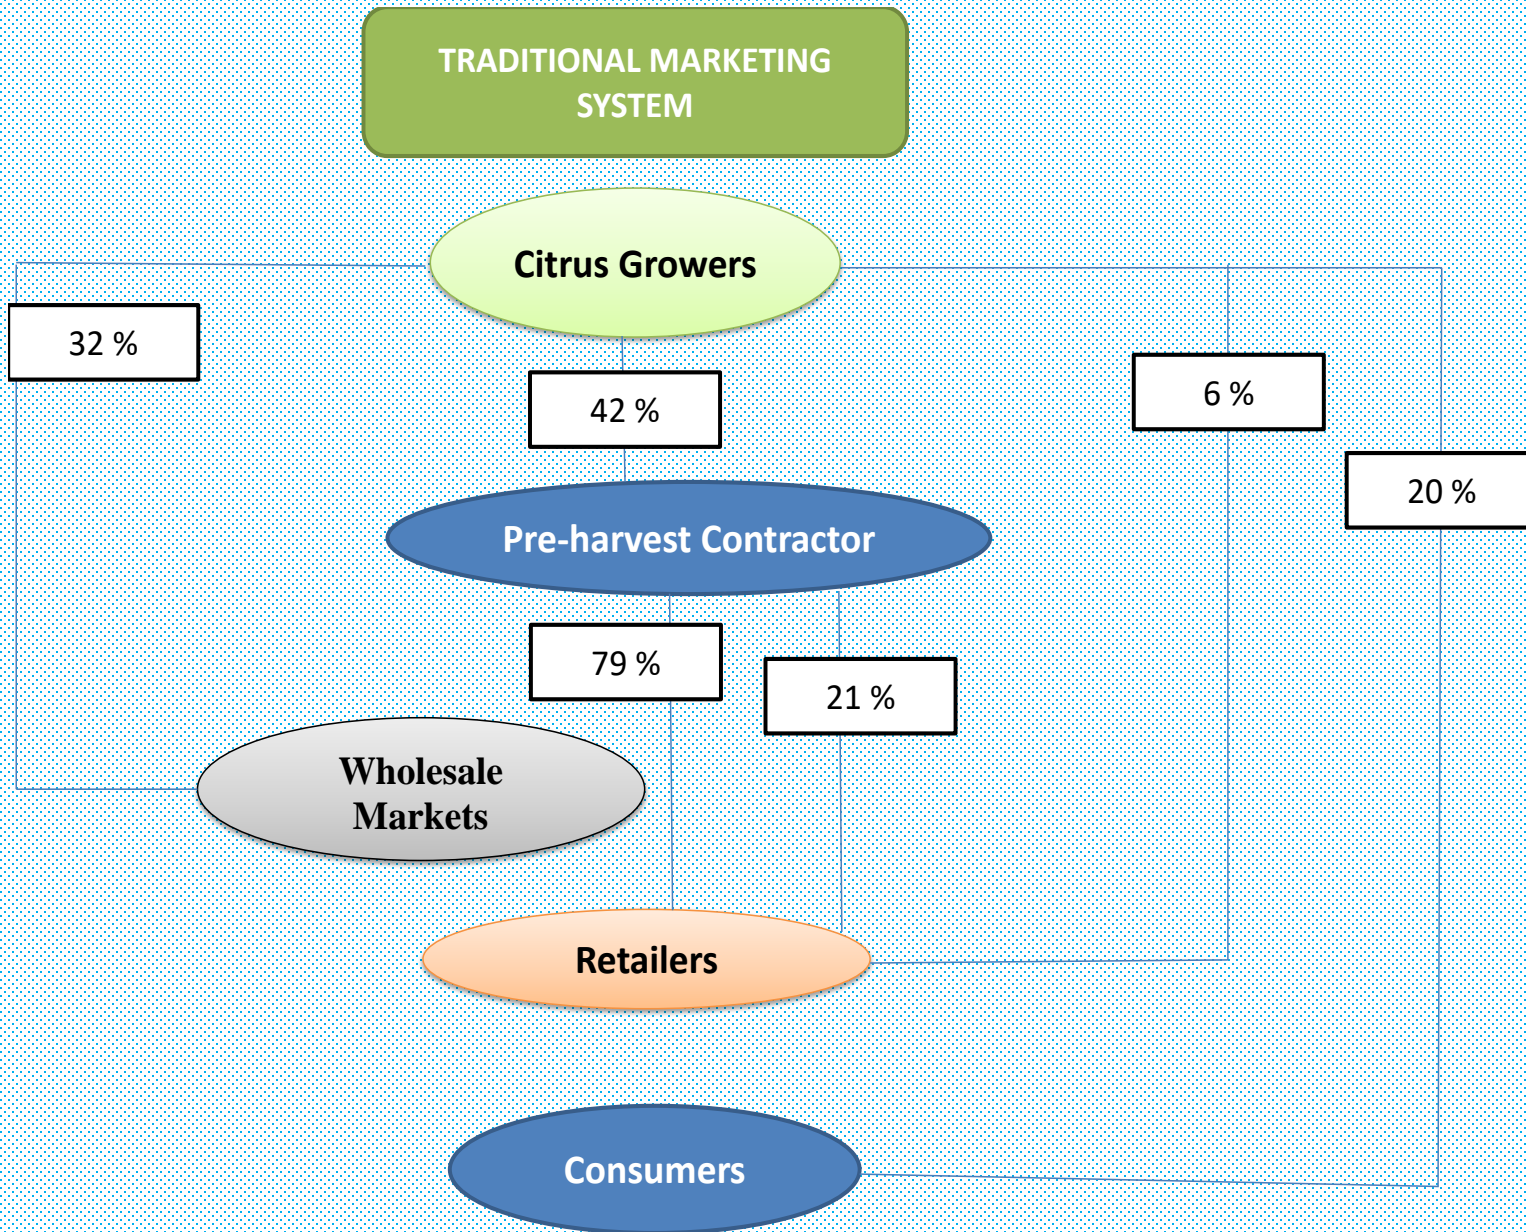 TRADITIONAL MARKETING
SYSTEM
Citrus Growers
32 %
42 %
6 %
20 %
Pre-harvest Contractor
79 %
21 %
Wholesale
Markets
Retailers
Consumers